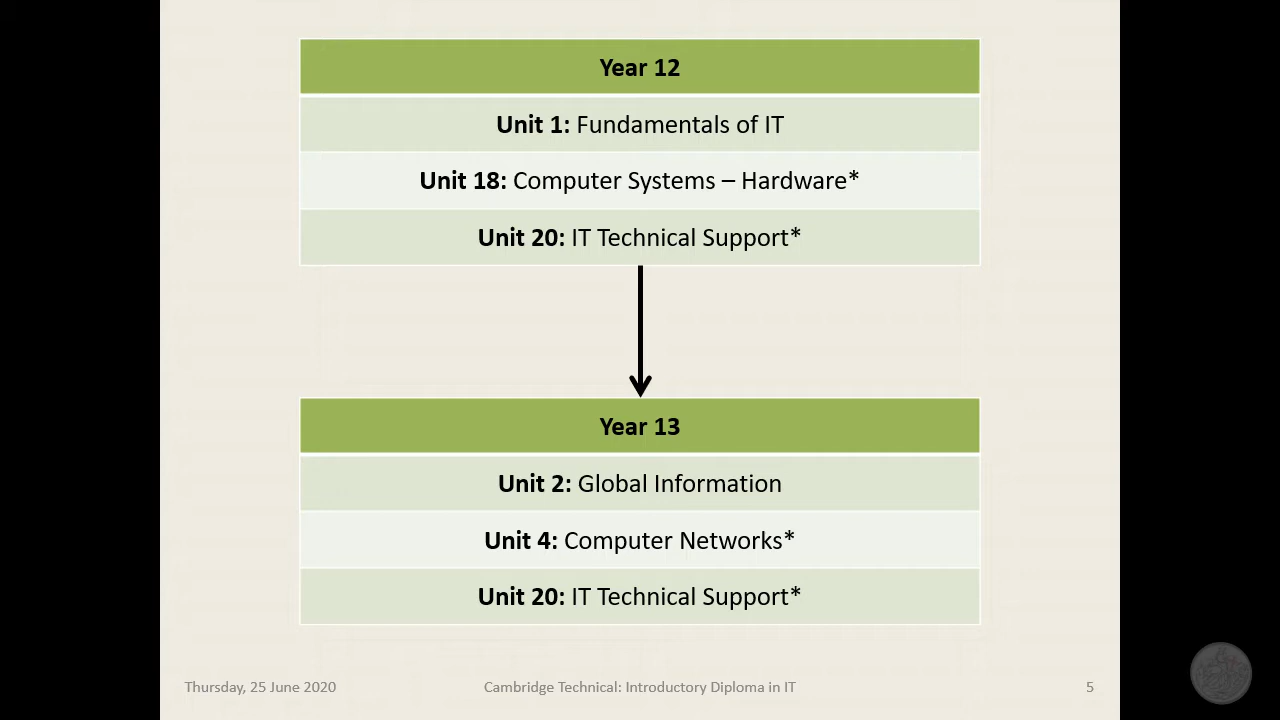 Year 12
Unit 1: Fundamentals of IT
Unit 18: Computer Systems – Hardware*
Unit 20: IT Technical Support*
Year 13
Unit 2: Global Information
Unit 4: Computer Networks*
Unit 20: IT Technical Support*
Thursday, 25 June 2020 Cambridge Technical: Introductory Diploma in IT 5